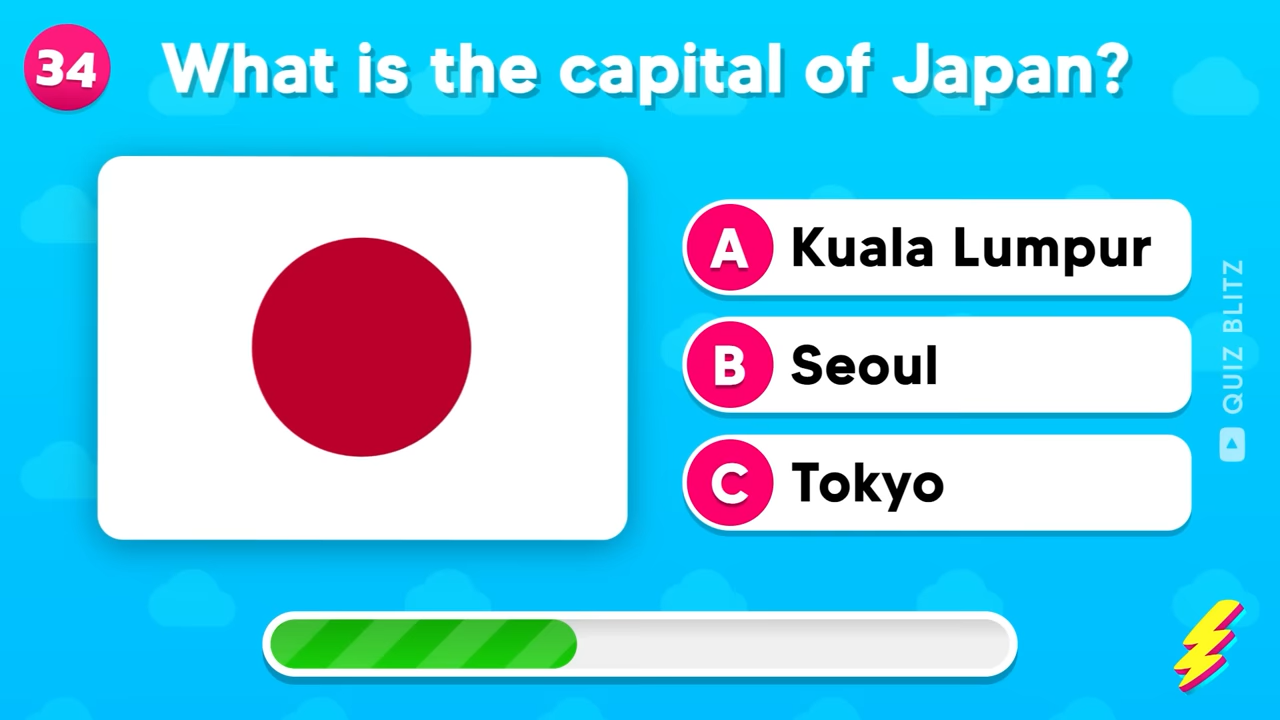 34
What is the capital of Japan?
A Kuala Lumpur
B Seoul
C Tokyo
QUIZ BLITZ